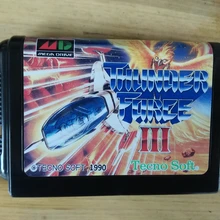 MD
MEGA DRIVE
THUNDER
FORCE
III
© TECNO SOFT 1990
TECNO SOFT